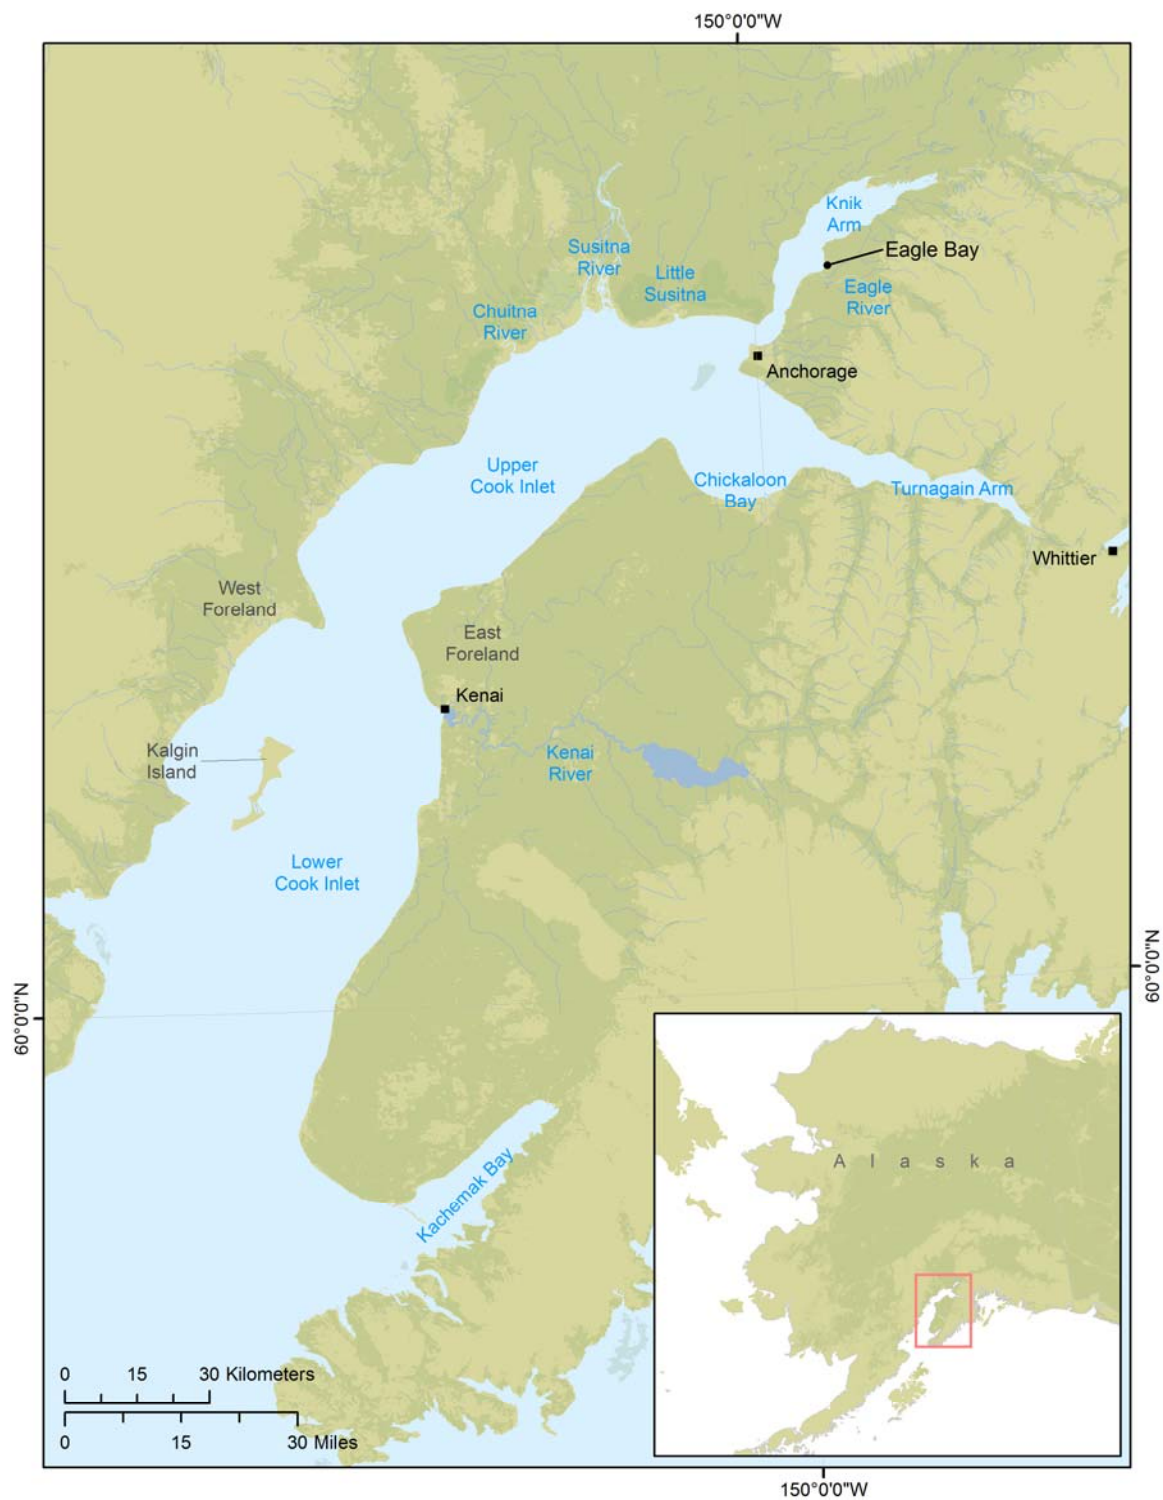 150°0'0"W
Knik
Arm
Eagle Bay
Susitna
River
Little
Susitna
Eagle
River
Chuitna
River
Anchorage
Upper
Cook Inlet
Chickaloon
Bay
Turnagain Arm
Whittier
West
Foreland
East
Foreland
Kenai
Kalgin
Island
Kenai
River
Lower
Cook Inlet
60°0'0"N
60°0'0"N
Kachemak Bay
Alaska
0 15 30 Kilometers
0 15 30 Miles
150°0'0"W